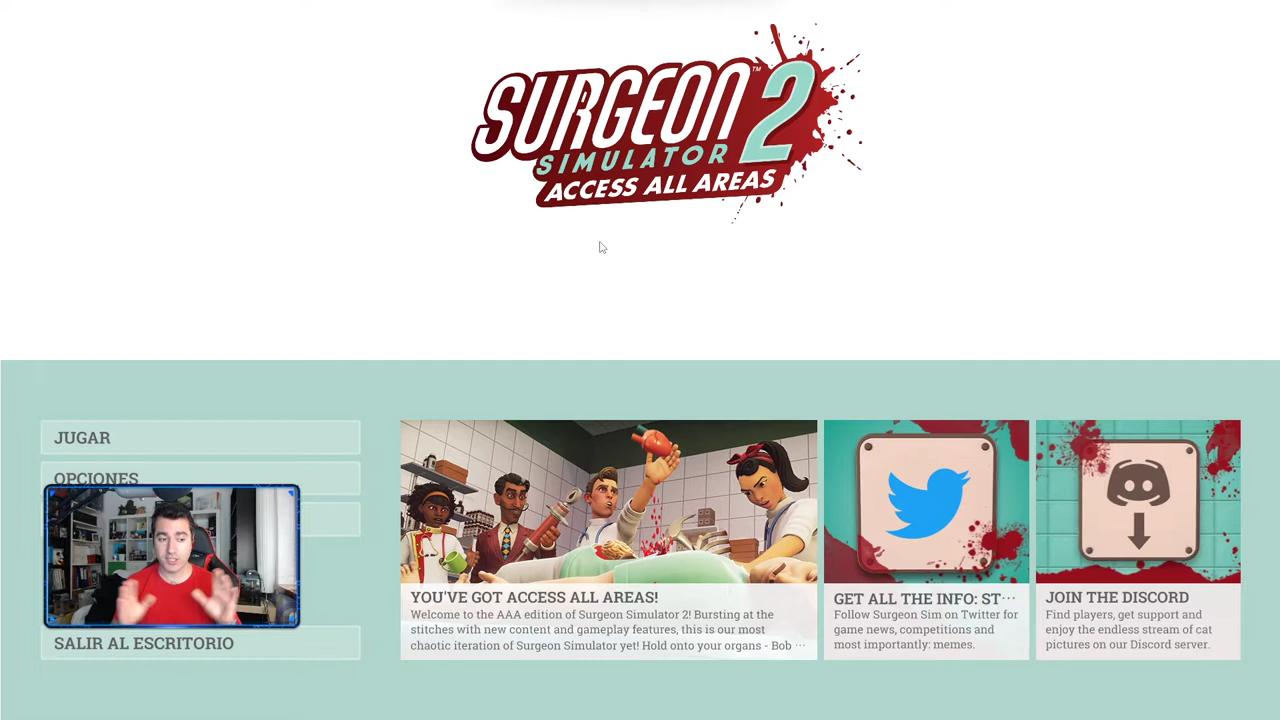 SURGEON 2™
SIMULATOR
ACCESS ALL AREAS
JUGAR
OPCIONES
SALIR AL ESCRITORIO
YOU'VE GOT ACCESS ALL AREAS!
Welcome to the AAA edition of Surgeon Simulator 2! Bursting at the
stitches with new content and gameplay features, this is our most
chaotic iteration of Surgeon Simulator yet! Hold onto your organs - Bob ···
GET ALL THE INFO: ST···
Follow Surgeon Sim on Twitter for
game news, competitions and
most importantly: memes.
JOIN THE DISCORD
Find players, get support and
enjoy the endless stream of cat
pictures on our Discord server.